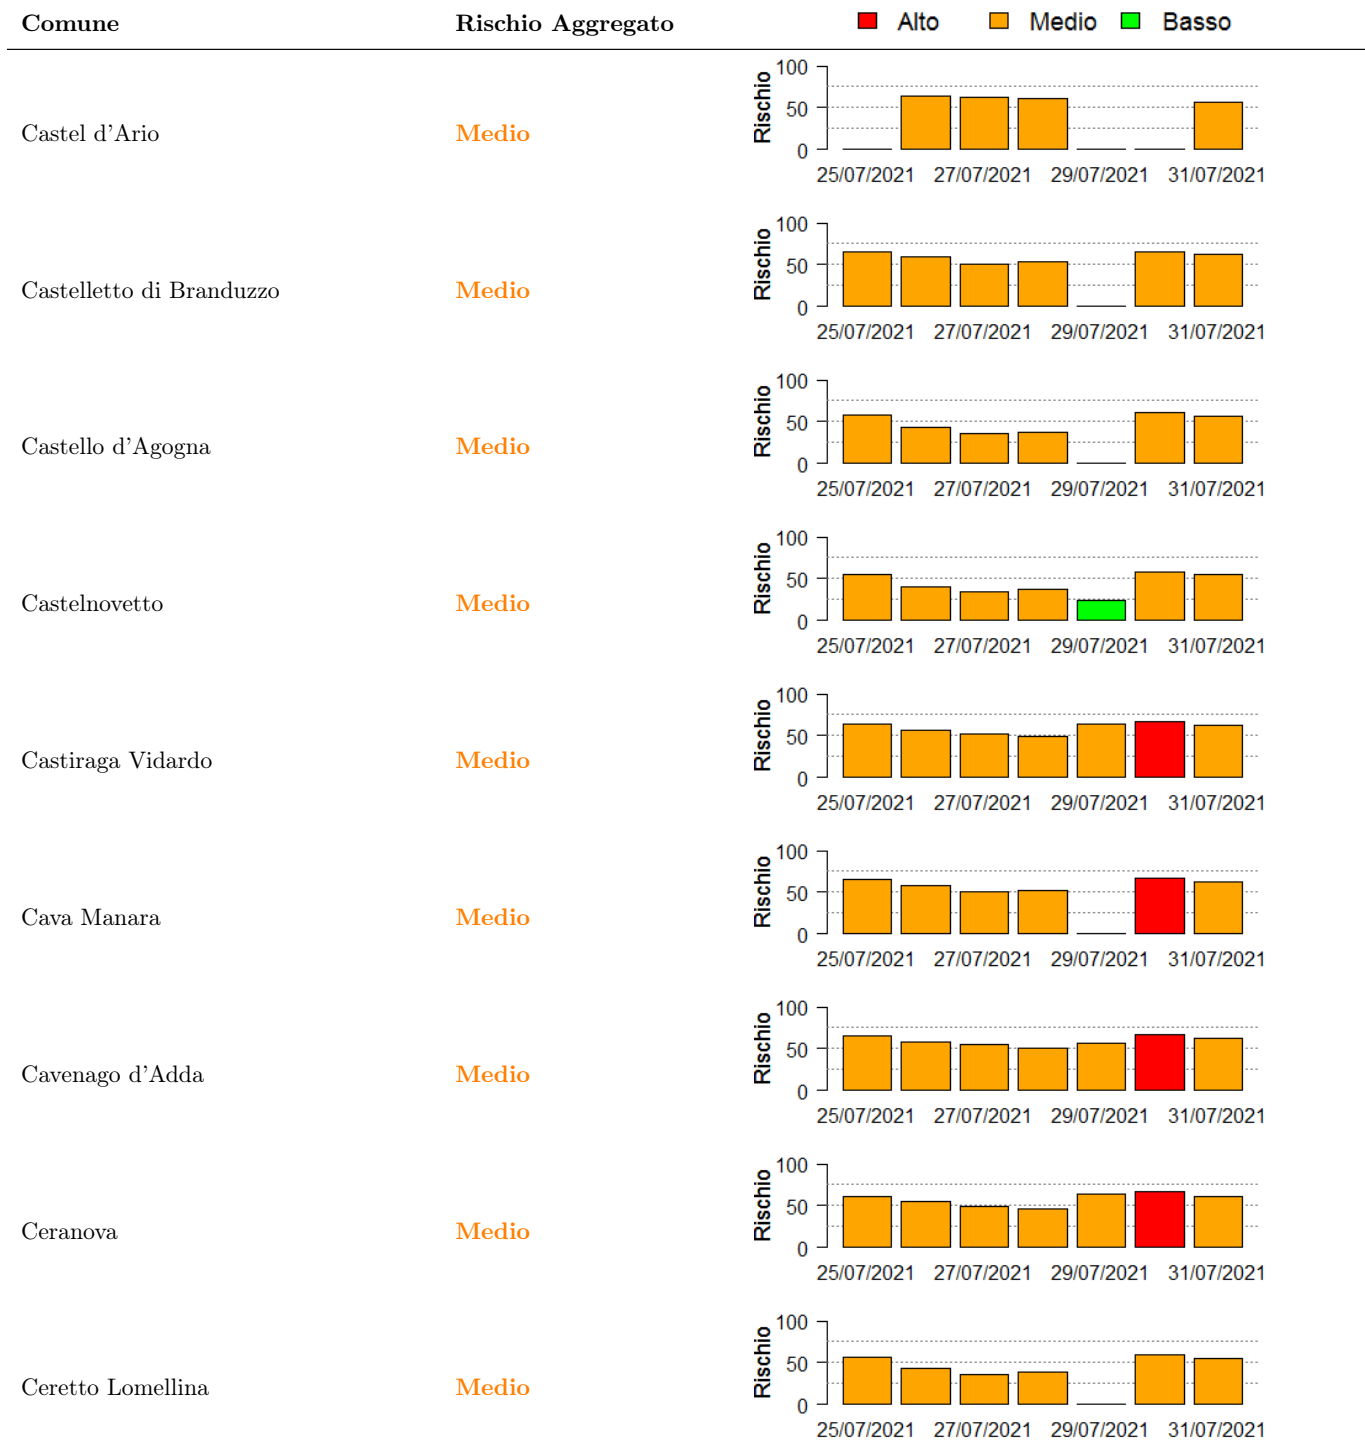 Comune Rischio Aggregato Alto Medio Basso
100
50
0
Rischio
Castel d'Ario Medio
25/07/2021 27/07/2021 29/07/2021 31/07/2021
100
50
0
Rischio
Castelletto di Branduzzo Medio
25/07/2021 27/07/2021 29/07/2021 31/07/2021
100
50
0
Rischio
Castello d'Agogna Medio
25/07/2021 27/07/2021 29/07/2021 31/07/2021
100
50
0
Rischio
Castelnovetto Medio
25/07/2021 27/07/2021 29/07/2021 31/07/2021
100
50
0
Rischio
Castiraga Vidardo Medio
25/07/2021 27/07/2021 29/07/2021 31/07/2021
100
50
0
Rischio
Cava Manara Medio
25/07/2021 27/07/2021 29/07/2021 31/07/2021
100
50
0
Rischio
Cavenago d'Adda Medio
25/07/2021 27/07/2021 29/07/2021 31/07/2021
100
50
0
Rischio
Ceranova Medio
25/07/2021 27/07/2021 29/07/2021 31/07/2021
100
50
0
Rischio
Ceretto Lomellina Medio
25/07/2021 27/07/2021 29/07/2021 31/07/2021